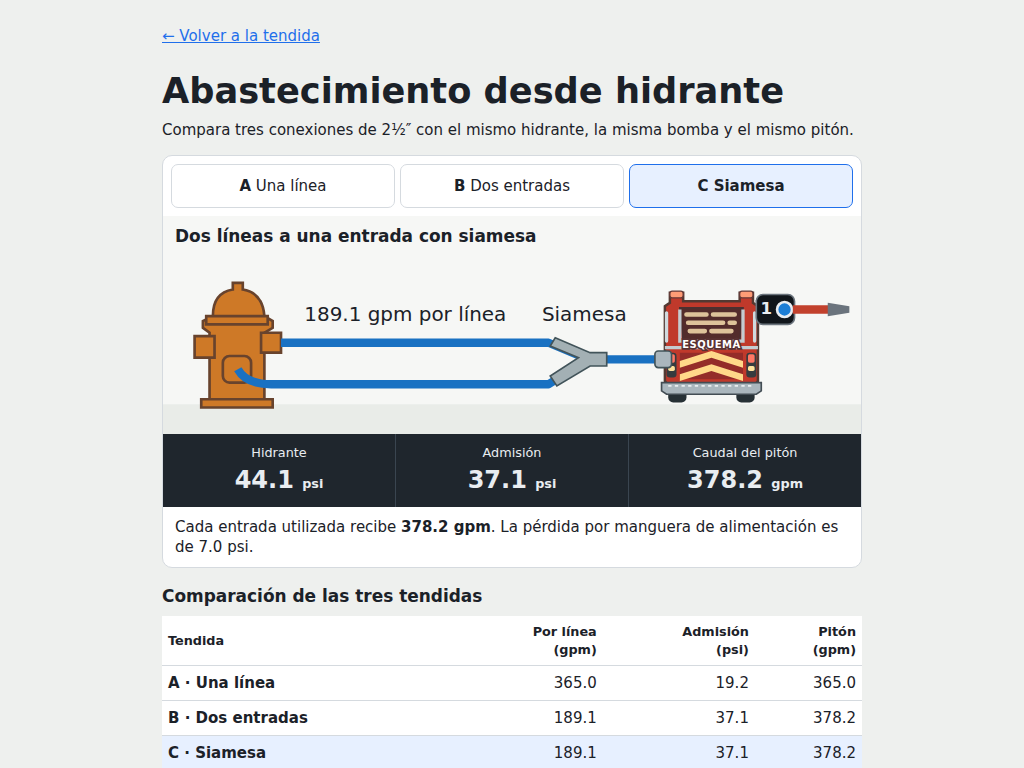 ← Volver a la tendida
Abastecimiento desde hidrante
Compara tres conexiones de 2½″ con el mismo hidrante, la misma bomba y el mismo pitón.
A Una línea
B Dos entradas
C Siamesa
Dos líneas a una entrada con siamesa
189.1 gpm por línea
Siamesa
1
ESQUEMA
Hidrante
44.1 psi
Admisión
37.1 psi
Caudal del pitón
378.2 gpm
Cada entrada utilizada recibe 378.2 gpm. La pérdida por manguera de alimentación es
de 7.0 psi.
Comparación de las tres tendidas
Tendida Por línea (gpm) Admisión (psi) Pitón (gpm)
A · Una línea 365.0 19.2 365.0
B · Dos entradas 189.1 37.1 378.2
C · Siamesa 189.1 37.1 378.2